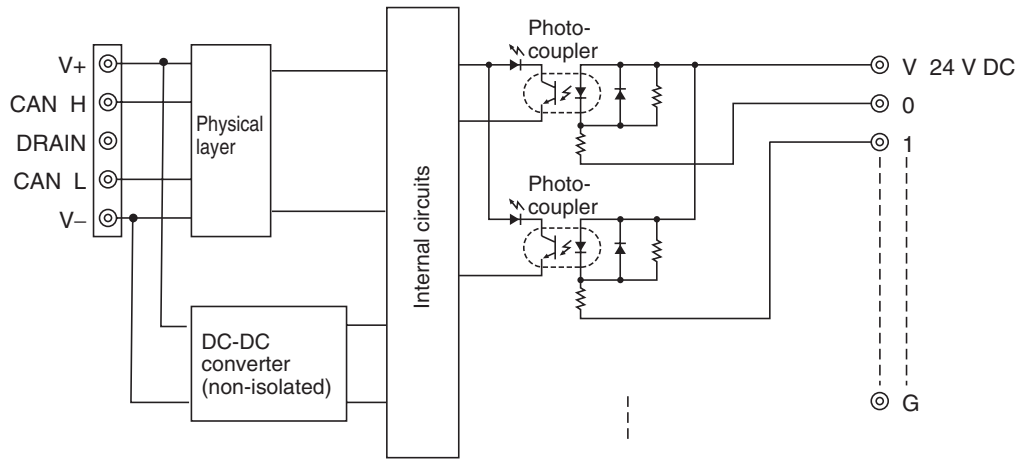 V+
CAN H
DRAIN
CAN L
V–
Physical
layer
DC-DC
converter
(non-isolated)
Internal circuits
Photo-
coupler
Photo-
coupler
V 24 V DC
0
1
G